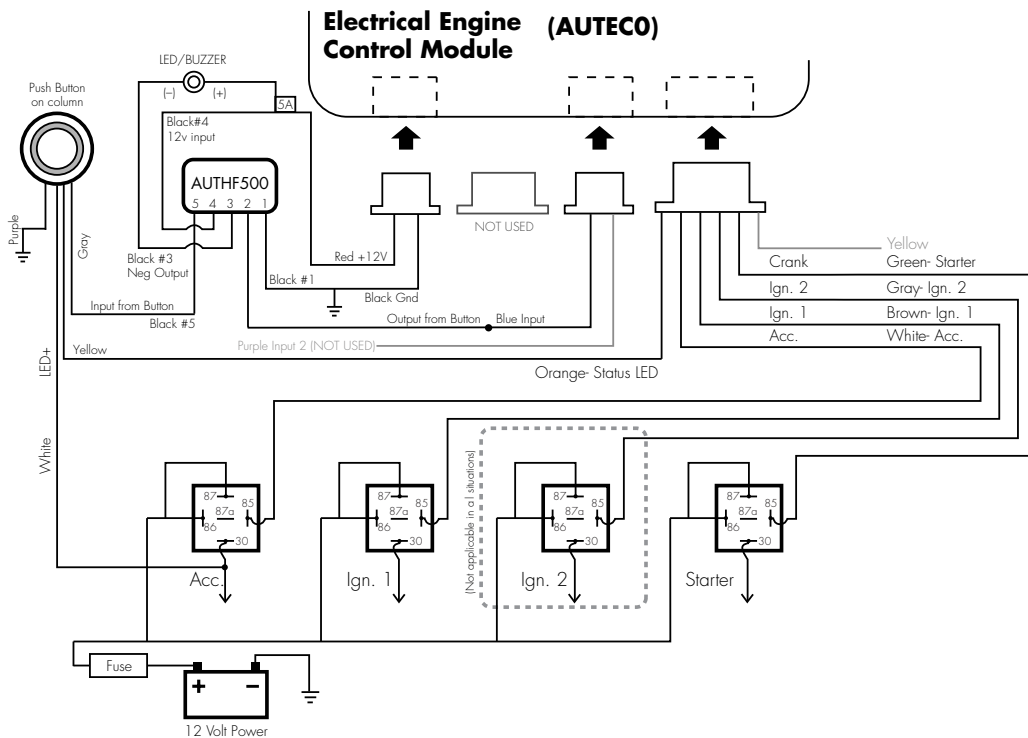 Electrical Engine (AUTEC0)
Control Module
LED/BUZZER
(–) (+)
5A
Push Button
on column
Black#4
12v input
AUTHF500
5 4 3 2 1
NOT USED
Purple
Gray
Black #3
Neg Output
Red +12V
Black #1
Black Gnd
Yellow
Crank Green- Starter
Ign. 2 Gray- Ign. 2
Ign. 1 Brown- Ign. 1
Acc. White- Acc.
Input from Button
Black #5
Output from Button Blue Input
Purple Input 2 (NOT USED)
LED+
Yellow
Orange- Status LED
White
(Not applicable in al situations)
87 85
87a
86
30
Acc.
87 85
87a
86
30
Ign. 1
87 85
87a
86
30
Ign. 2
87 85
87a
86
30
Starter
Fuse
+ –
12 Volt Power